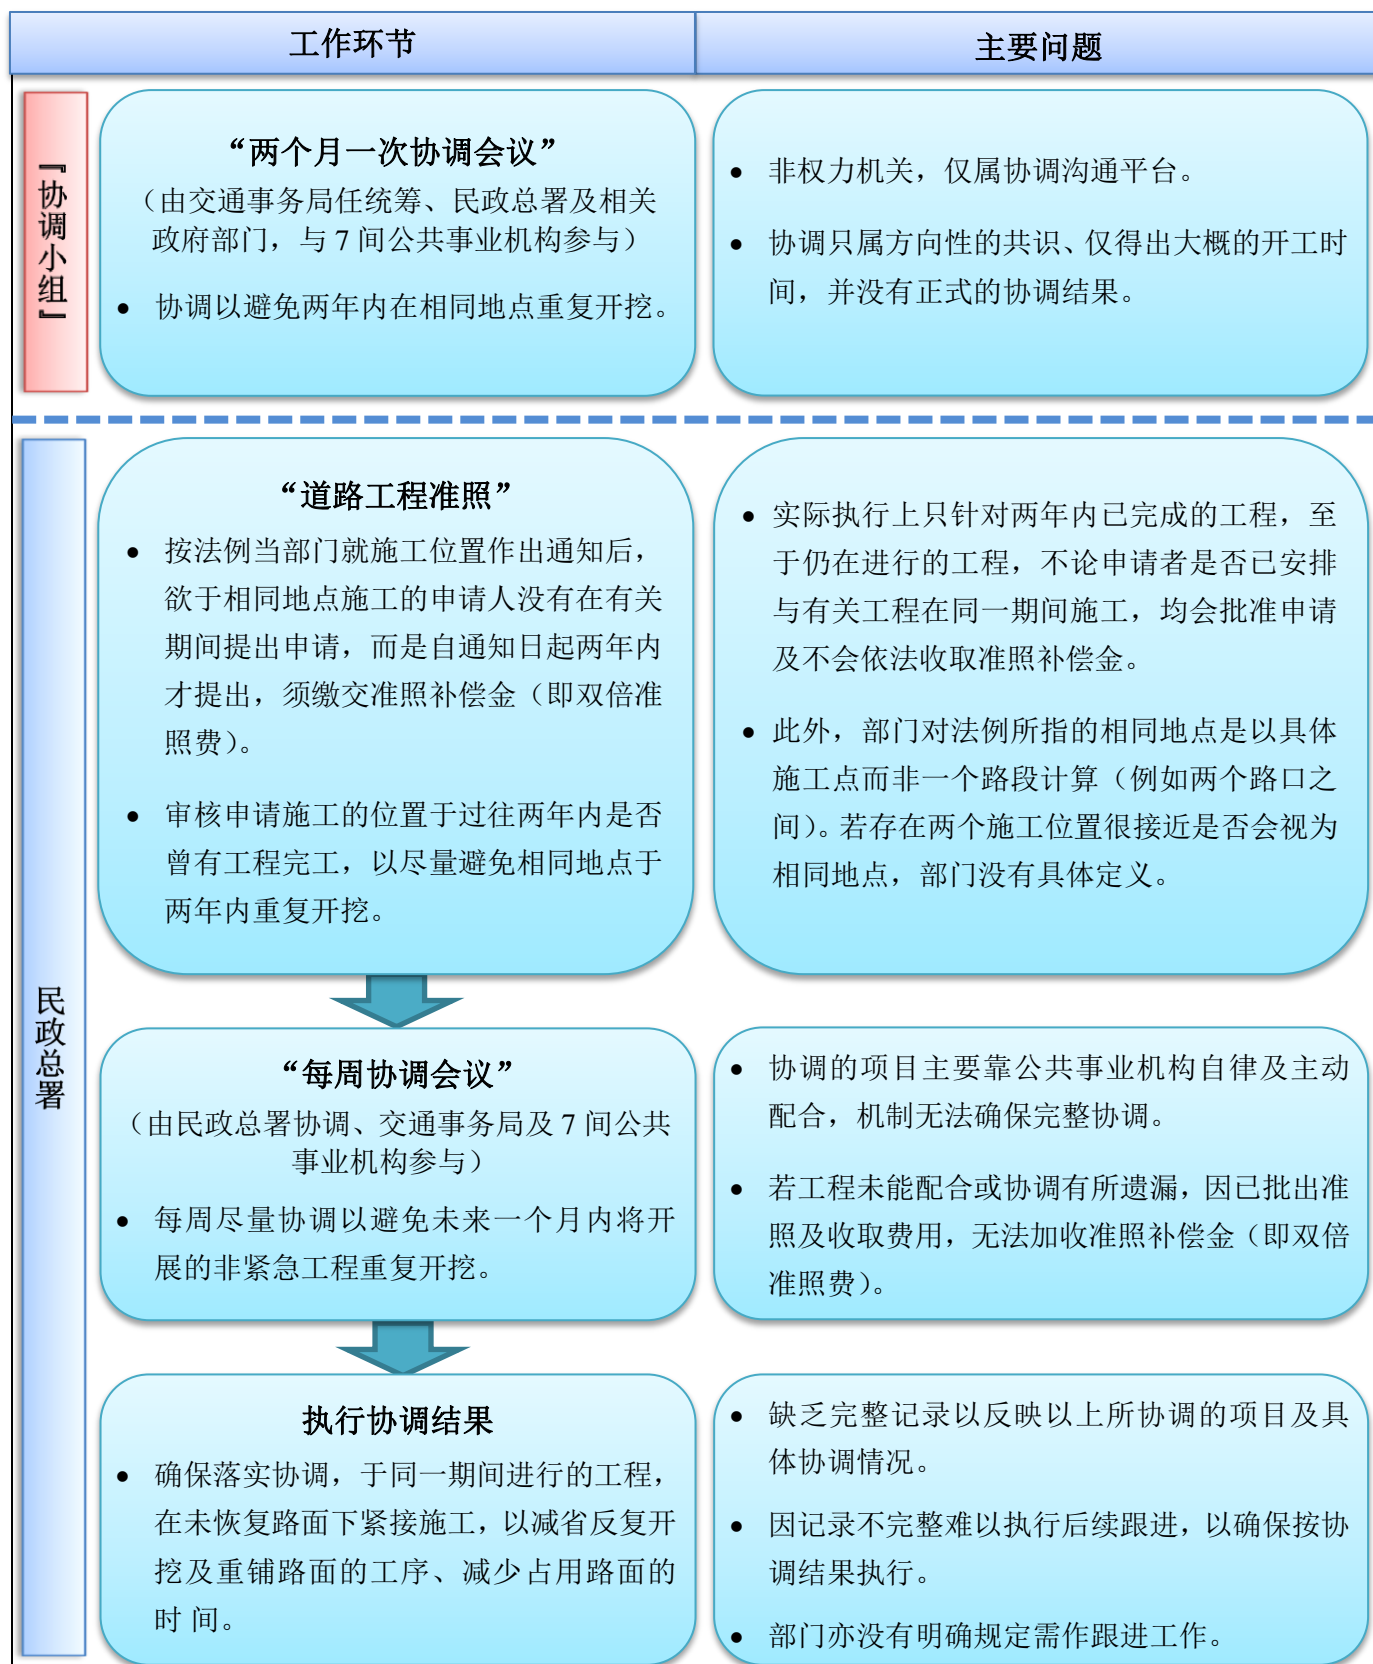 工作环节
主要问题
『协调小组』
“两个月一次协调会议”
（由交通事务局任统筹、民政总署及相关
政府部门，与 7 间公共事业机构参与）
• 协调以避免两年内在相同地点重复开挖。
• 非权力机关，仅属协调沟通平台。
• 协调只属方向性的共识、仅得出大概的开工时
间，并没有正式的协调结果。
民政总署
“道路工程准照”
• 按法例当部门就施工位置作出通知后，
欲于相同地点施工的申请人没有在有关
期间提出申请，而是自通知日起两年内
才提出，须缴交准照补偿金（即双倍准
照费）。
• 审核申请施工的位置于过往两年内是否
曾有工程完工，以尽量避免相同地点于
两年内重复开挖。
• 实际执行上只针对两年内已完成的工程，至
于仍在进行的工程，不论申请者是否已安排
与有关工程在同一期间施工，均会批准申请
及不会依法收取准照补偿金。
• 此外，部门对法例所指的相同地点是以具体
施工点而非一个路段计算（例如两个路口之
间）。若存在两个施工位置很接近是否会视为
相同地点，部门没有具体定义。
“每周协调会议”
（由民政总署协调、交通事务局及 7 间公共
事业机构参与）
• 每周尽量协调以避免未来一个月内将开
展的非紧急工程重复开挖。
• 协调的项目主要靠公共事业机构自律及主动
配合，机制无法确保完整协调。
• 若工程未能配合或协调有所遗漏，因已批出准
照及收取费用，无法加收准照补偿金（即双倍
准照费）。
执行协调结果
• 确保落实协调，于同一期间进行的工程，
在未恢复路面下紧接施工，以减省反复开
挖及重铺路面的工序、减少占用路面的
时 间。
• 缺乏完整记录以反映以上所协调的项目及具
体协调情况。
• 因记录不完整难以执行后续跟进，以确保按协
调结果执行。
• 部门亦没有明确规定需作跟进工作。